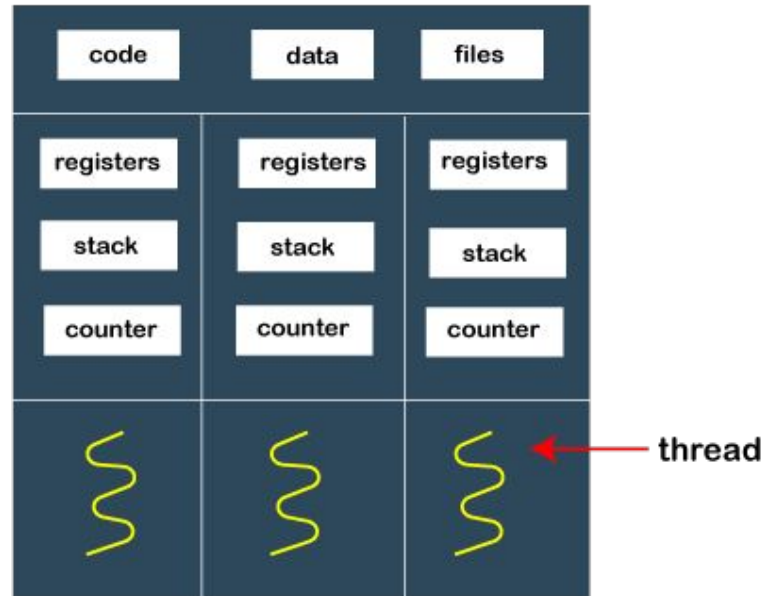 code data files
registers registers registers
stack stack stack
counter counter counter
thread